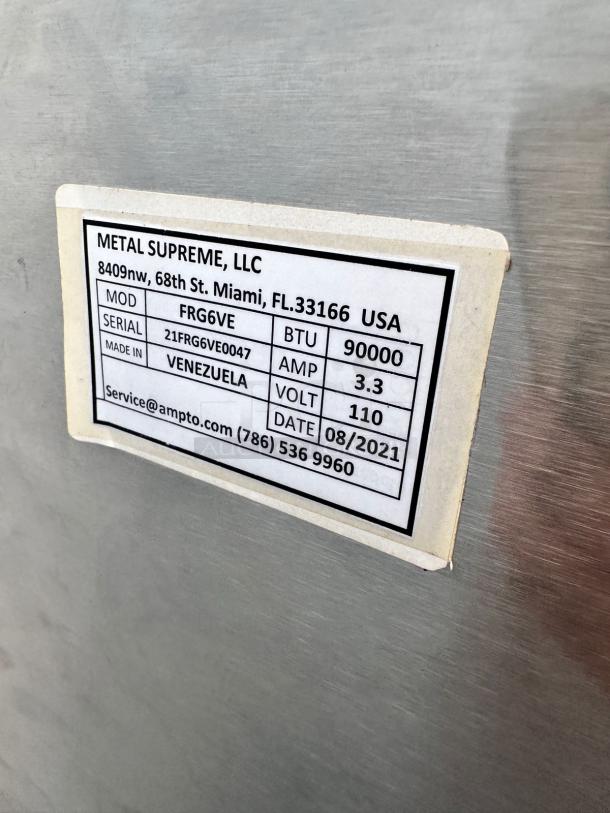 METAL SUPREME, LLC
8409nw, 68th St. Miami, FL.33166 USA
MOD FRG6VE BTU 90000
SERIAL 21FRG6VE0047 AMP 3.3
MADE IN VENEZUELA VOLT 110
DATE 08/2021
Service@ampto.com (786) 536 9960